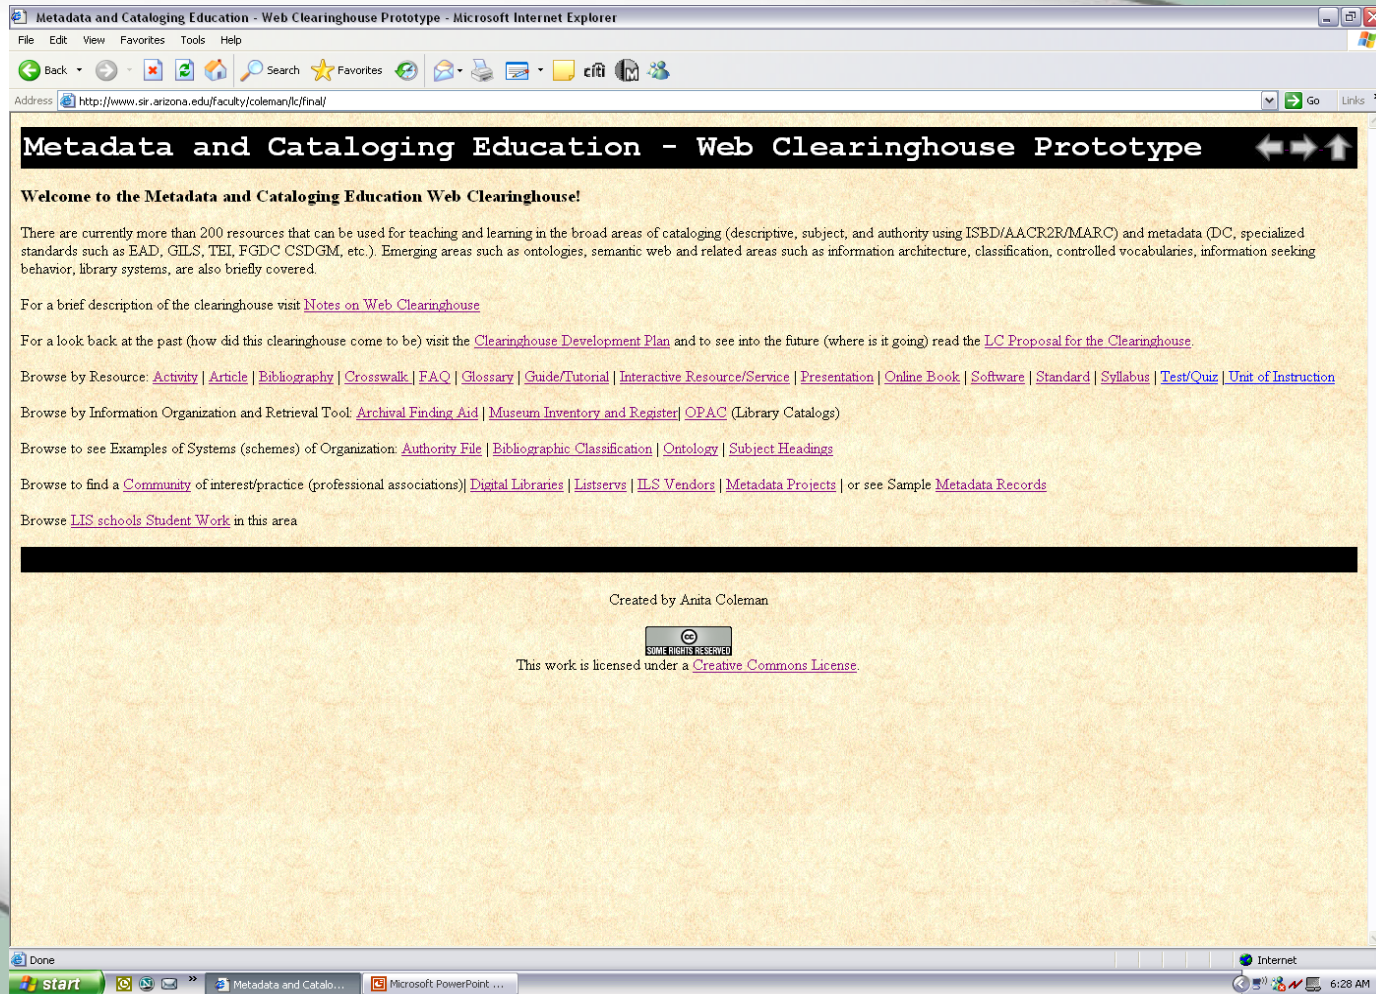 Metadata and Cataloging Education - Web Clearinghouse Prototype - Microsoft Internet Explorer
File Edit View Favorites Tools Help
Back Search Favorites citi M
Address http://www.sir.arizona.edu/faculty/coleman/lc/final/ Go Links
Metadata and Cataloging Education - Web Clearinghouse Prototype
Welcome to the Metadata and Cataloging Education Web Clearinghouse!
There are currently more than 200 resources that can be used for teaching and learning in the broad areas of cataloging (descriptive, subject, and authority using ISBD/AACR2R/MARC) and metadata (DC, specialized
standards such as EAD, GILS, TEI, FGDC CSDGM, etc.). Emerging areas such as ontologies, semantic web and related areas such as information architecture, classification, controlled vocabularies, information seeking
behavior, library systems, are also briefly covered.
For a brief description of the clearinghouse visit Notes on Web Clearinghouse
For a look back at the past (how did this clearinghouse come to be) visit the Clearinghouse Development Plan and to see into the future (where is it going) read the LC Proposal for the Clearinghouse.
Browse by Resource: Activity | Article | Bibliography | Crosswalk | FAQ | Glossary | Guide/Tutorial | Interactive Resource/Service | Presentation | Online Book | Software | Standard | Syllabus | Test/Quiz | Unit of Instruction
Browse by Information Organization and Retrieval Tool: Archival Finding Aid | Museum Inventory and Register| OPAC (Library Catalogs)
Browse to see Examples of Systems (schemes) of Organization: Authority File | Bibliographic Classification | Ontology | Subject Headings
Browse to find a Community of interest/practice (professional associations)| Digital Libraries | Listservs | ILS Vendors | Metadata Projects | or see Sample Metadata Records
Browse LIS schools Student Work in this area
Created by Anita Coleman
cc
SOME RIGHTS RESERVED
This work is licensed under a Creative Commons License.
Done Internet
start Metadata and Catalo... Microsoft PowerPoint ... 6:28 AM